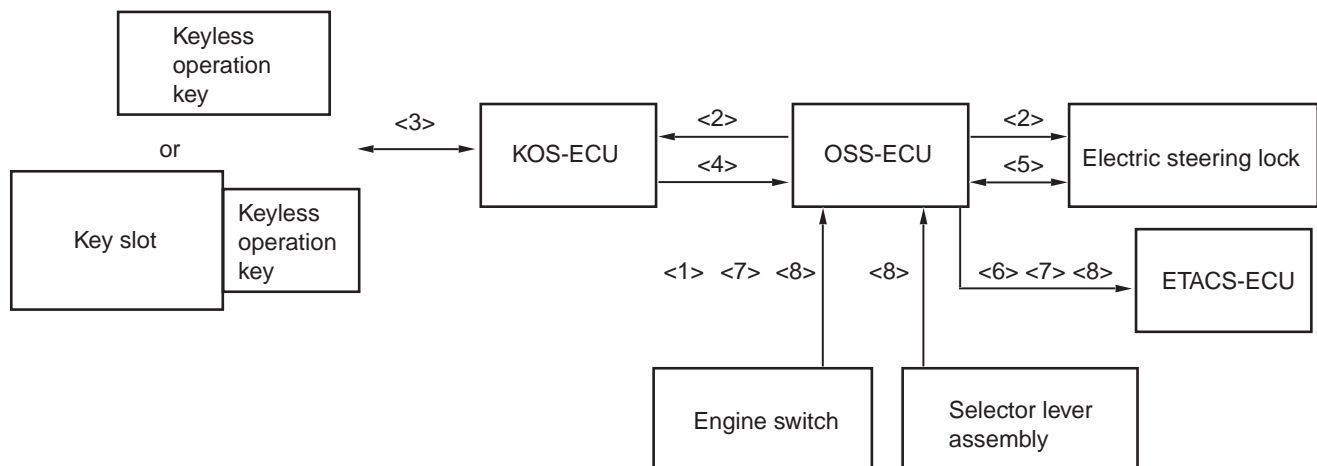 Keyless
operation
key
or
Key slot
Keyless
operation
key
<3>
KOS-ECU
<2>
<4>
OSS-ECU
<2>
<5>
Electric steering lock
<1> <7> <8>
<8>
<6> <7> <8>
ETACS-ECU
Engine switch
Selector lever
assembly